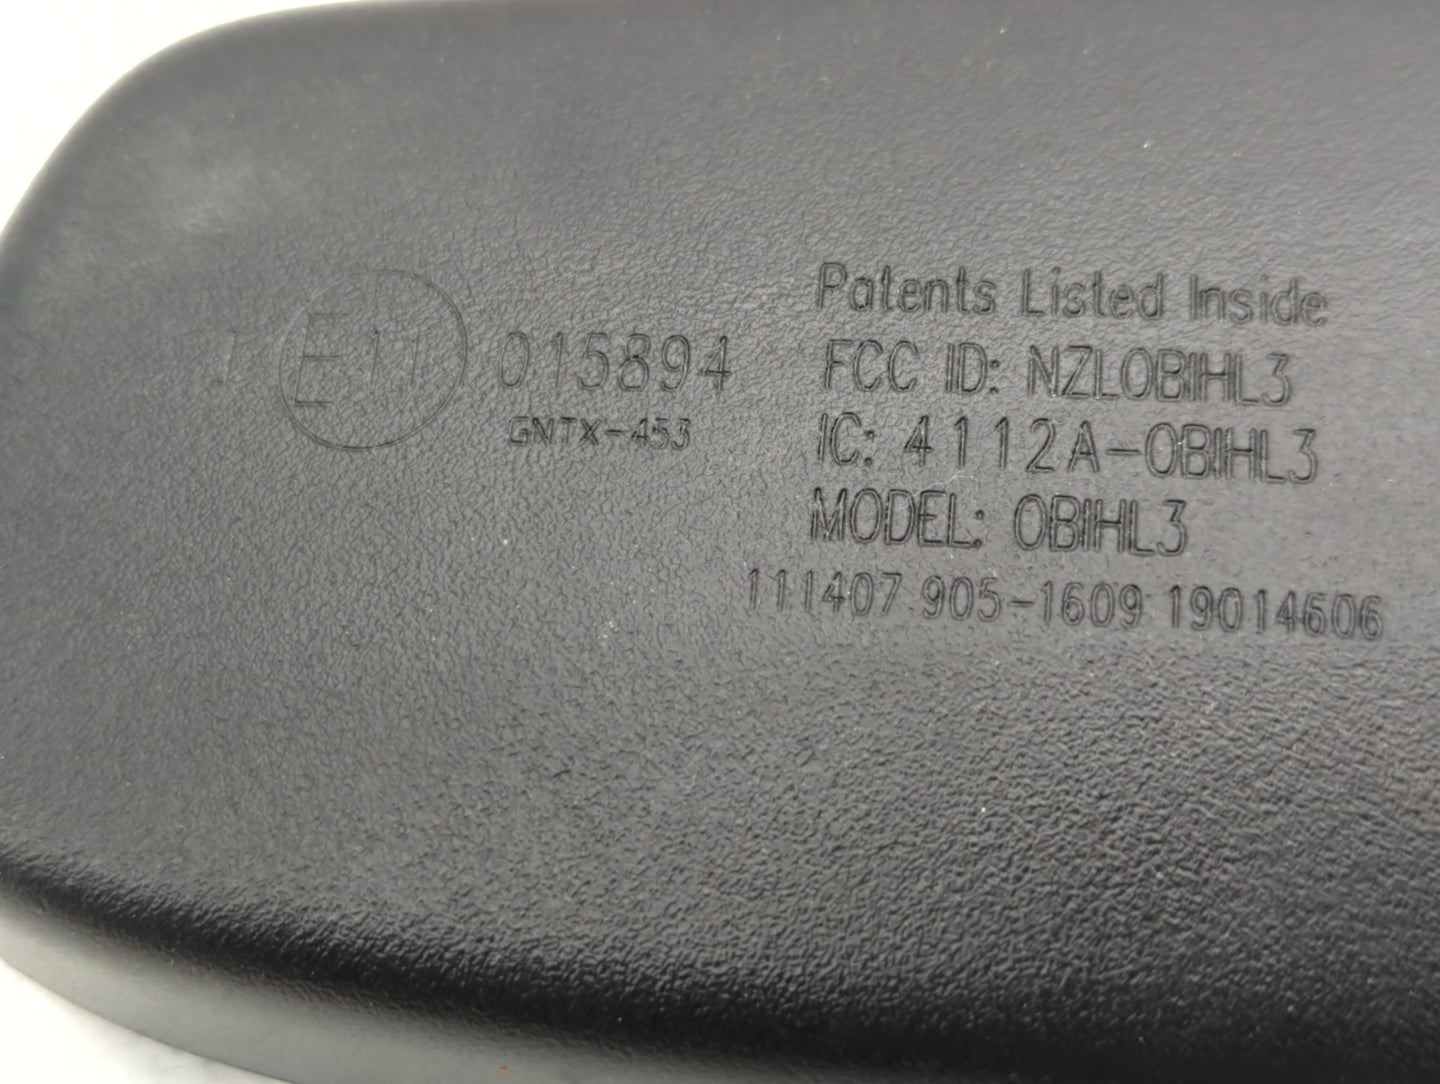 I E11 015894
GNTX-453
Patents Listed Inside
FCC ID: NZLOBIHL3
IC: 4112A-OBIHL3
MODEL: OBIHL3
111407 905-1609 19014606